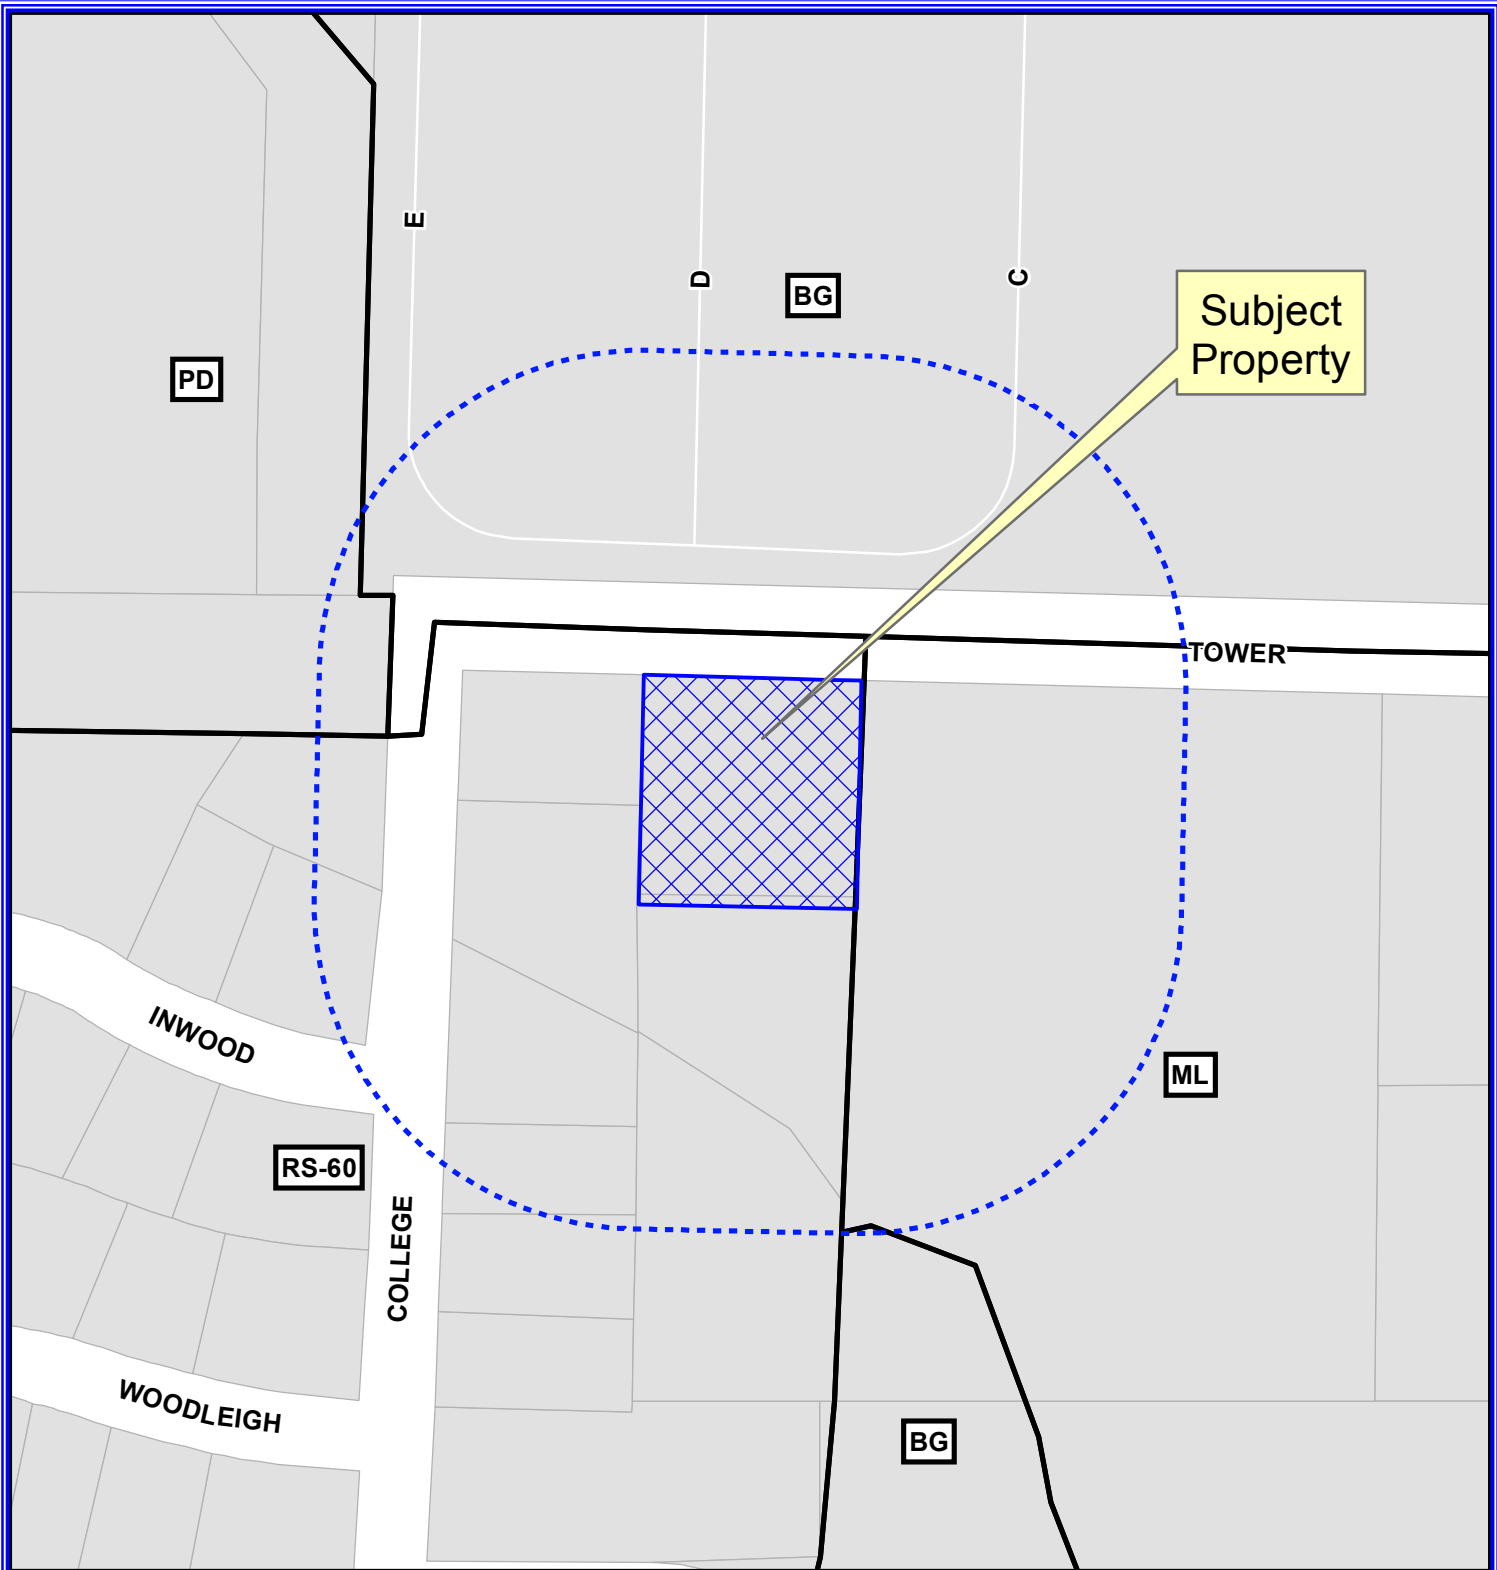 E
D
C
BG
Subject
Property
PD
TOWER
INWOOD
ML
RS-60
COLLEGE
WOODLEIGH
BG